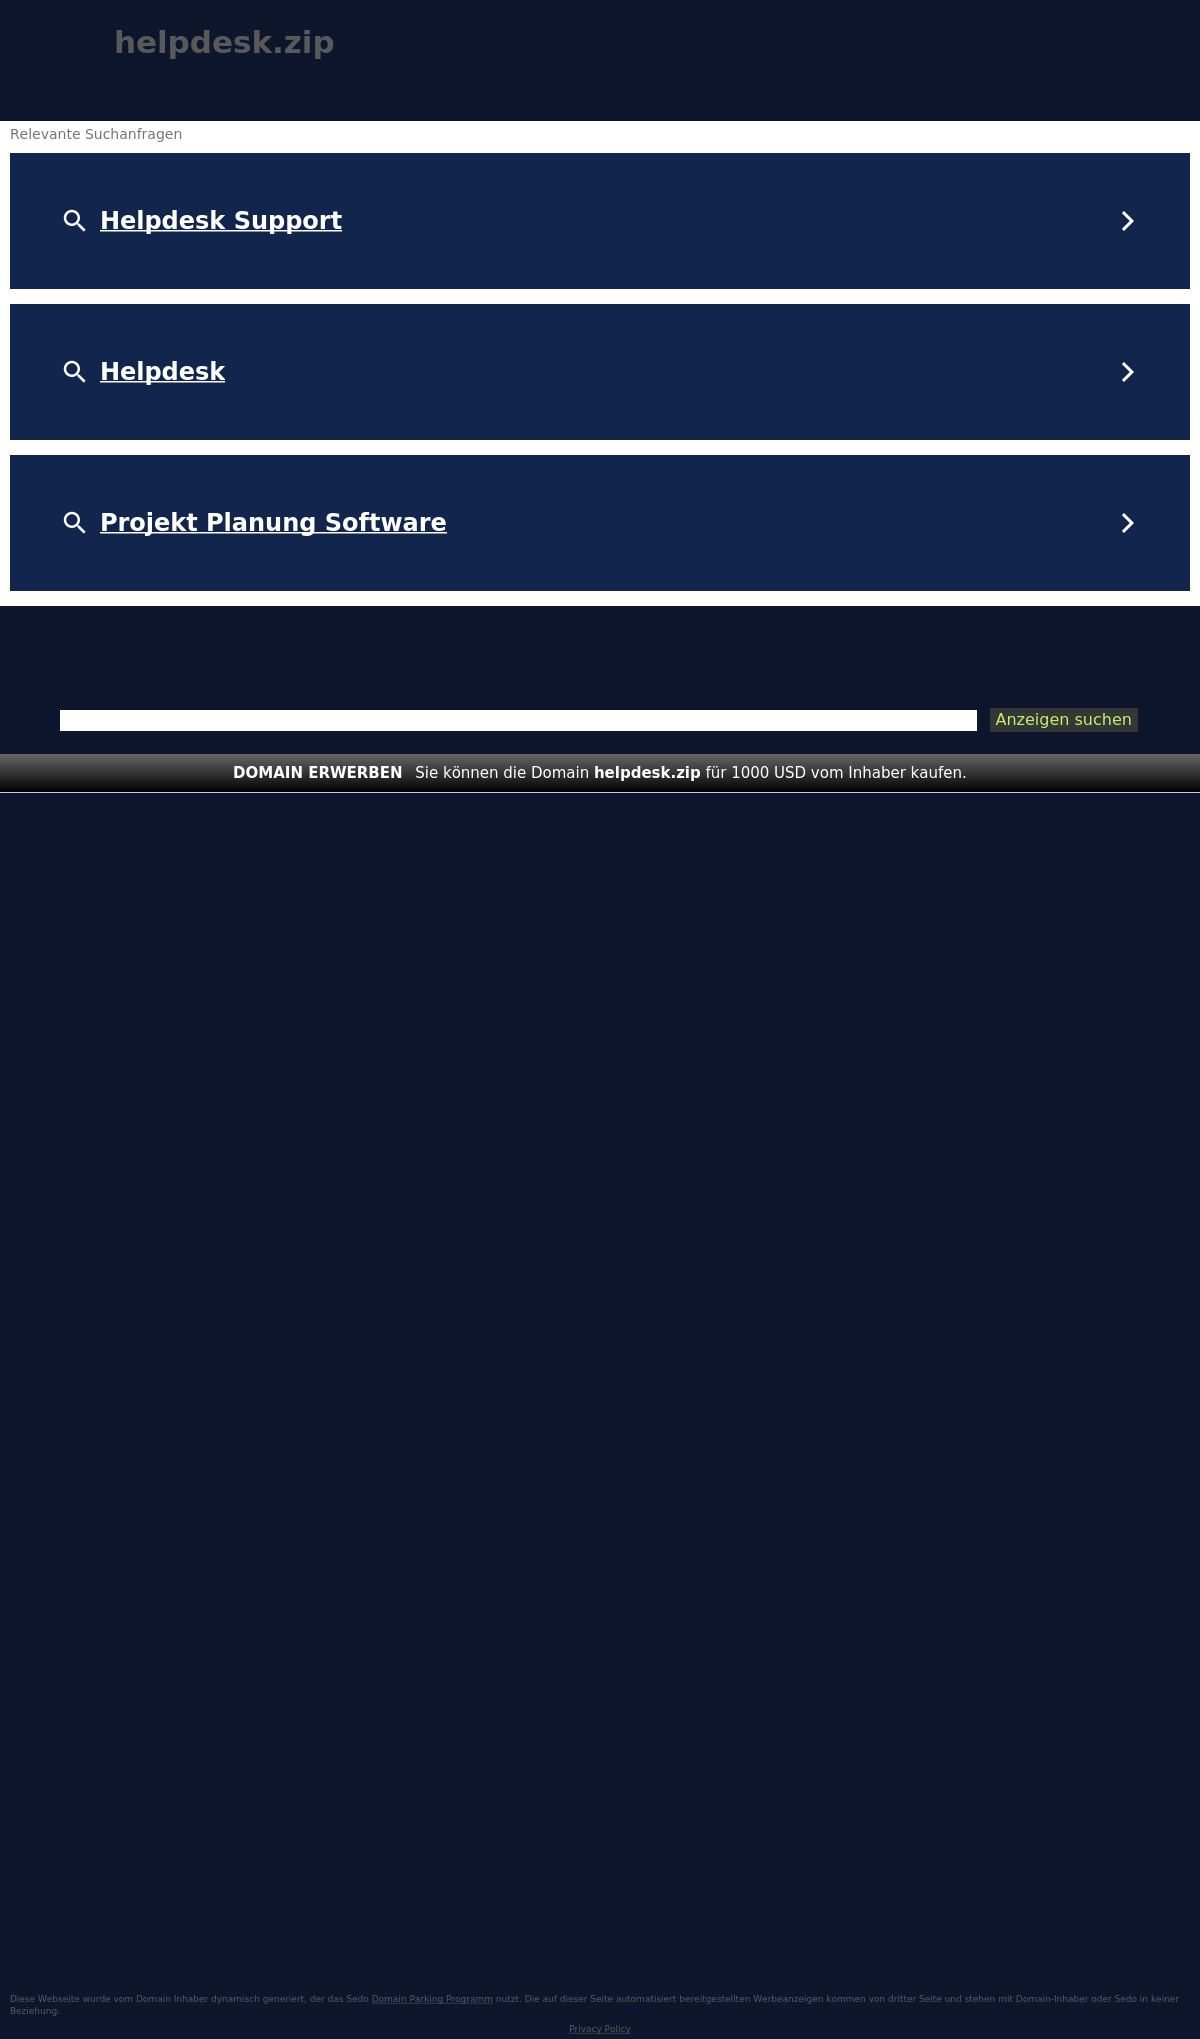 helpdesk.zip
Relevante Suchanfragen
Helpdesk Support
Helpdesk
Projekt Planung Software
Anzeigen suchen
DOMAIN ERWERBEN Sie können die Domain helpdesk.zip für 1000 USD vom Inhaber kaufen.
Diese Webseite wurde vom Domain Inhaber dynamisch generiert, der das Sedo Domain Parking Programm nutzt. Die auf dieser Seite automatisiert bereitgestellten Werbeanzeigen kommen von dritter Seite und stehen mit Domain-Inhaber oder Sedo in keiner
Beziehung.
Privacy Policy